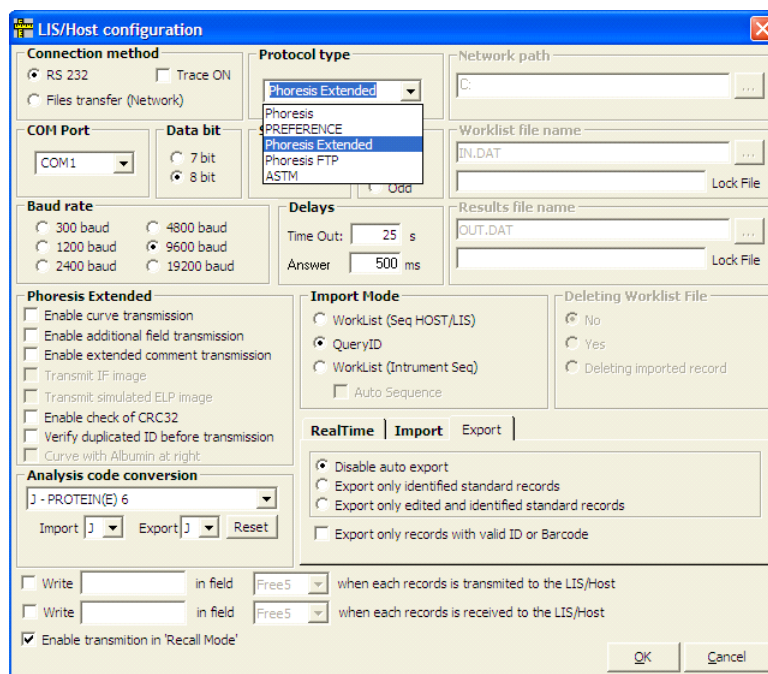 LIS/Host configuration
Connection method
RS 232
Trace ON
Files transfer (Network)
Protocol type
Phoresis Extended
Phoresis
PREFERENCE
Phoresis Extended
Phoresis FTP
ASTM
Network path
C:
...
COM Port
COM1
Data bit
7 bit
8 bit
S
Odd
Worklist file name
IN.DAT
...
Lock File
Baud rate
300 baud
4800 baud
1200 baud
9600 baud
2400 baud
19200 baud
Delays
Time Out: 25 s
Answer 500 ms
Results file name
OUT.DAT
...
Lock File
Phoresis Extended
Enable curve transmission
Enable additional field transmission
Enable extended comment transmission
Transmit IF image
Transmit simulated ELP image
Enable check of CRC32
Verify duplicated ID before transmission
Curve with Albumin at right
Import Mode
WorkList (Seq HOST/LIS)
QueryID
WorkList (Intrument Seq)
Auto Sequence
Deleting Worklist File
No
Yes
Deleting imported record
RealTime Import Export
Disable auto export
Export only identified standard records
Export only edited and identified standard records
Export only records with valid ID or Barcode
Analysis code conversion
J - PROTEIN(E) 6
Import J Export J Reset
Write in field Free5 when each records is transmited to the LIS/Host
Write in field Free5 when each records is received to the LIS/Host
Enable transmition in 'Recall Mode'
OK Cancel